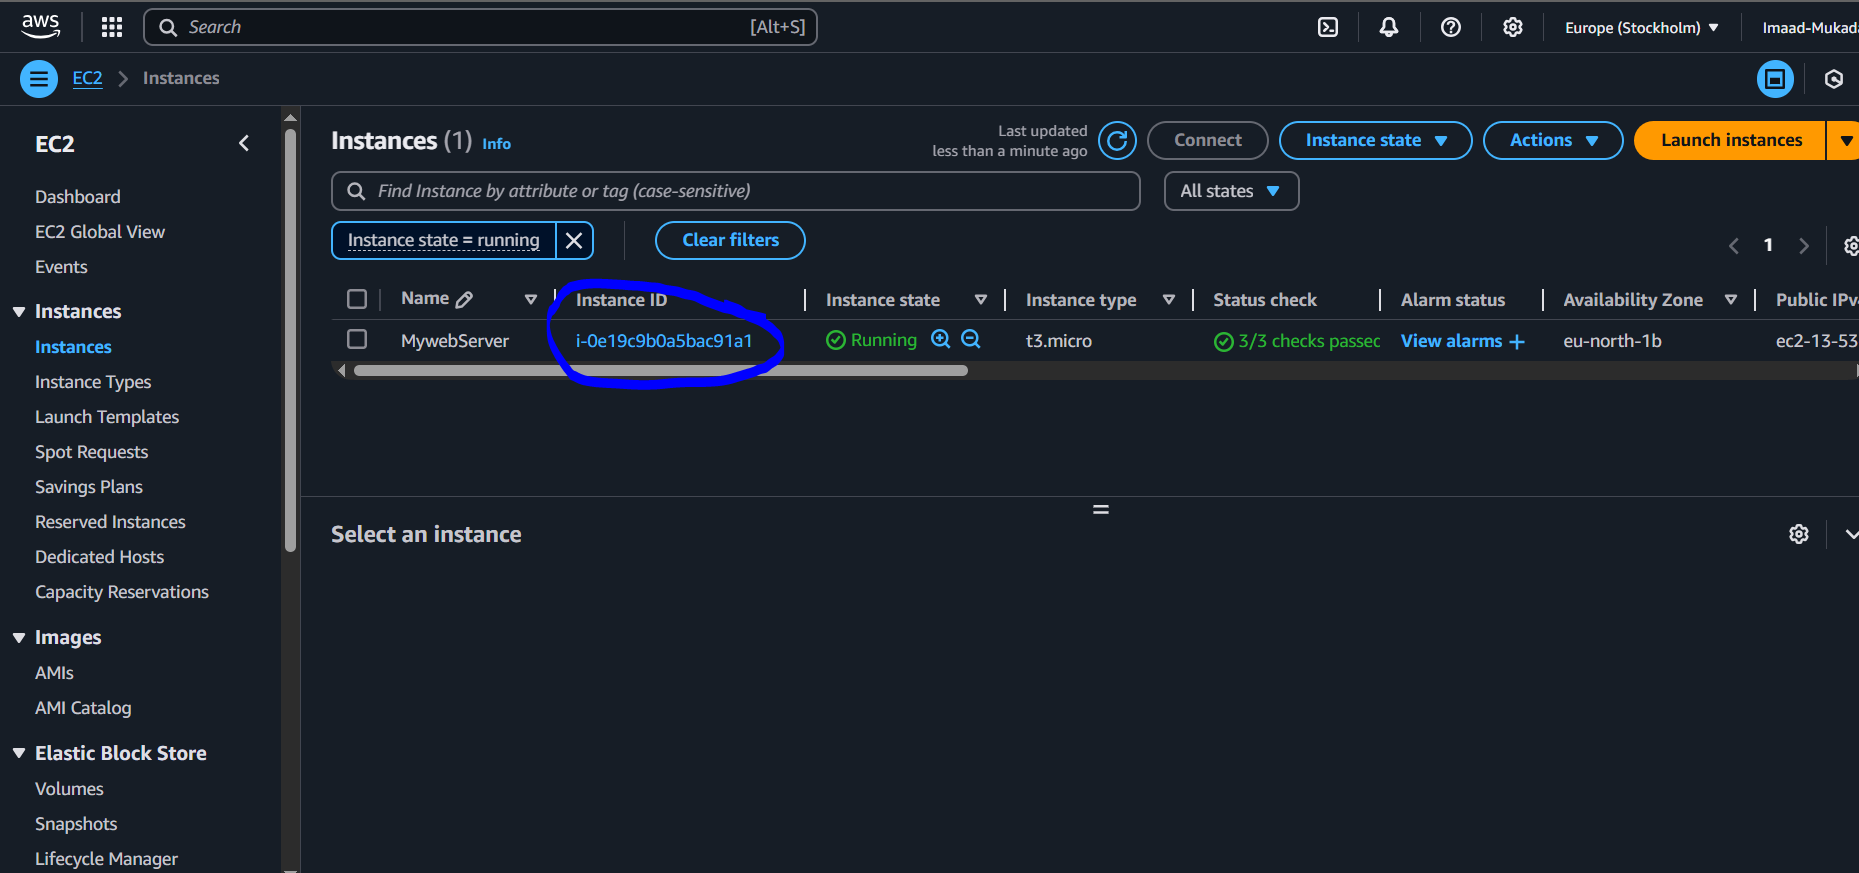 aws
Search [Alt+S]
Europe (Stockholm)
Imaad-Mukad
EC2 Instances
EC2
Dashboard
EC2 Global View
Events
Instances
Instances
Instance Types
Launch Templates
Spot Requests
Savings Plans
Reserved Instances
Dedicated Hosts
Capacity Reservations
Images
AMIs
AMI Catalog
Elastic Block Store
Volumes
Snapshots
Lifecycle Manager
Instances (1) Info
Last updated
less than a minute ago
Connect
Instance state
Actions
Launch instances
Find Instance by attribute or tag (case-sensitive)
All states
Instance state = running
Clear filters
1
Name Instance ID Instance state Instance type Status check Alarm status Availability Zone Public IPv
MywebServer i-0e19c9b0a5bac91a1 Running t3.micro 3/3 checks passed View alarms + eu-north-1b ec2-13-53
Select an instance